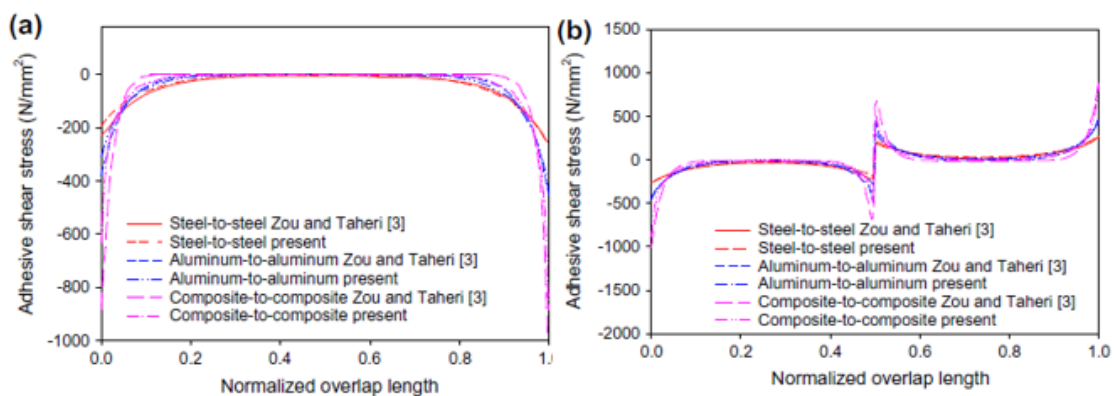 (a)
Adhesive shear stress (N/mm²)
0
-200
-400
-600
-800
-1000
Steel-to-steel Zou and Taheri [3]
Steel-to-steel present
Aluminum-to-aluminum Zou and Taheri [3]
Aluminum-to-aluminum present
Composite-to-composite Zou and Taheri [3]
Composite-to-composite present
0.0 0.2 0.4 0.6 0.8 1.0
Normalized overlap length
(b)
Adhesive shear stress (N/mm²)
1500
1000
500
0
-500
-1000
-1500
-2000
Steel-to-steel Zou and Taheri [3]
Steel-to-steel present
Aluminum-to-aluminum Zou and Taheri [3]
Aluminum-to-aluminum present
Composite-to-composite Zou and Taheri [3]
Composite-to-composite present
0.0 0.2 0.4 0.6 0.8 1.0
Normalized overlap length